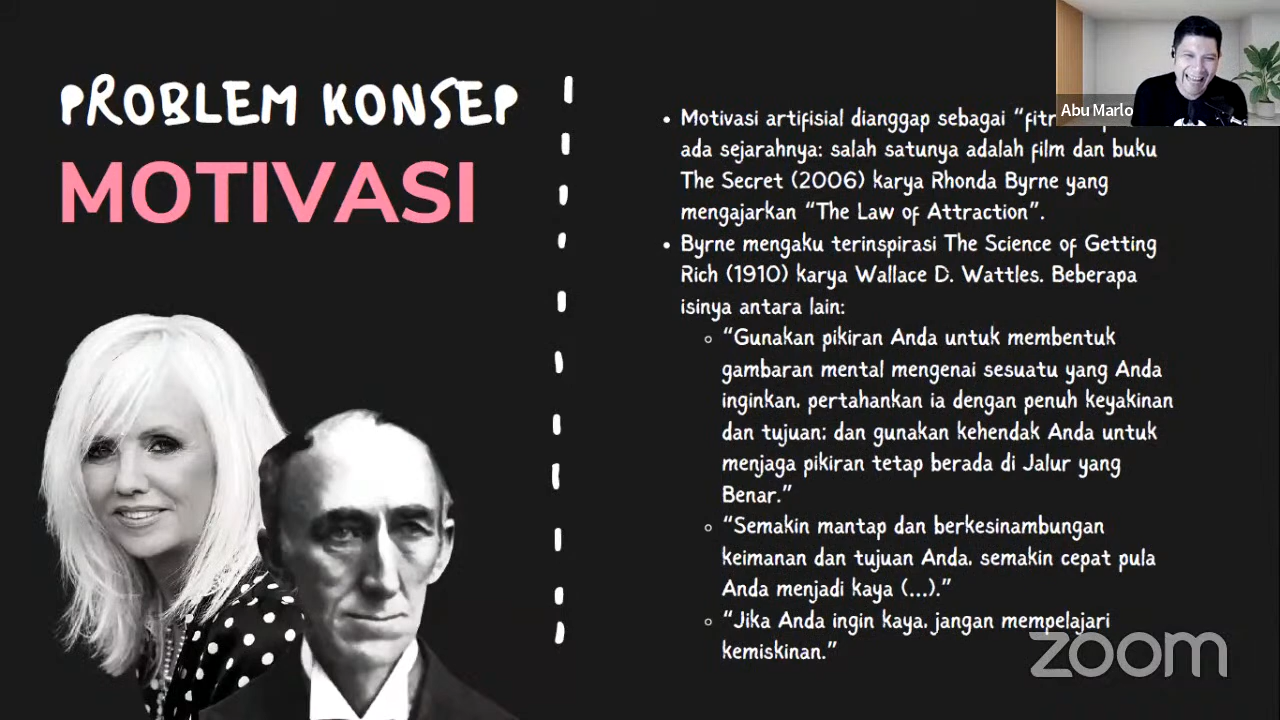 PROBLEM KONSEP
MOTIVASI
Abu Marlo
• Motivasi artifisial dianggap sebagai
ada sejarahnya: salah satunya adalah film dan buku
The Secret (2006) karya Rhonda Byrne yang
mengajarkan “The Law of Attraction”.
• Byrne mengaku terinspirasi The Science of Getting
Rich (1910) karya Wallace D. Wattles. Beberapa
isinya antara lain:
◦ “Gunakan pikiran Anda untuk membentuk
gambaran mental mengenai sesuatu yang Anda
inginkan, pertahankan ia dengan penuh keyakinan
dan tujuan; dan gunakan kehendak Anda untuk
menjaga pikiran tetap berada di Jalur yang
Benar.”
◦ “Semakin mantap dan berkesinambungan
keimanan dan tujuan Anda, semakin cepat pula
Anda menjadi kaya (...).”
◦ “Jika Anda ingin kaya, jangan mempelajari
kemiskinan.”
zoom